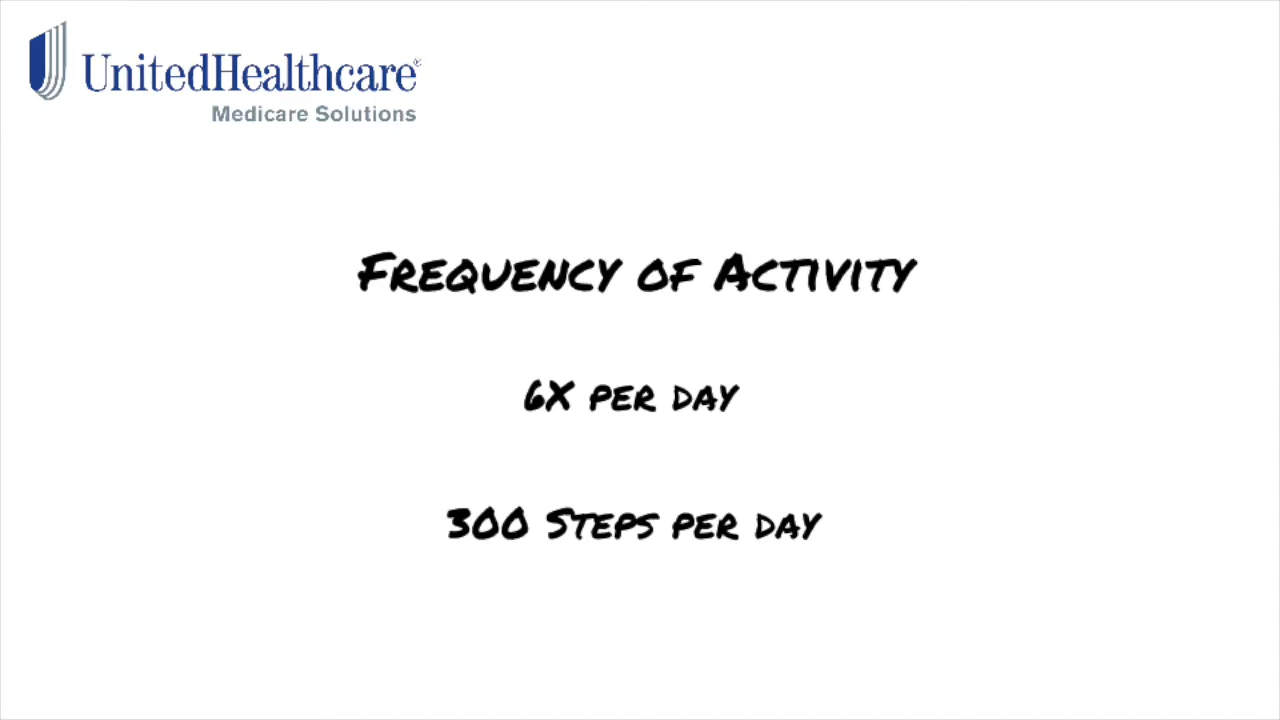 UnitedHealthcare®
Medicare Solutions
Frequency of Activity
6X per day
300 Steps per day